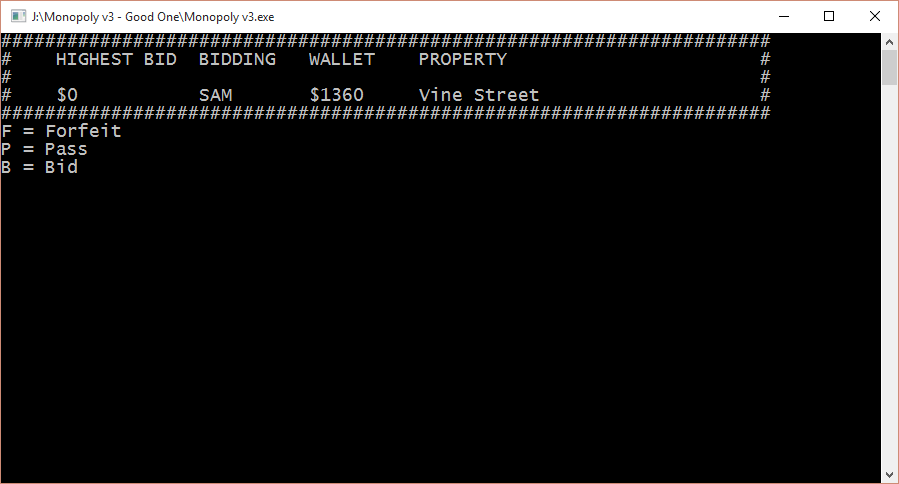 J:\Monopoly v3 - Good One\Monopoly v3.exe
######################################################################
#    HIGHEST BID  BIDDING   WALLET    PROPERTY                       #
#                                                                    #
#    $0           SAM       $1360     Vine Street                    #
######################################################################
F = Forfeit
P = Pass
B = Bid